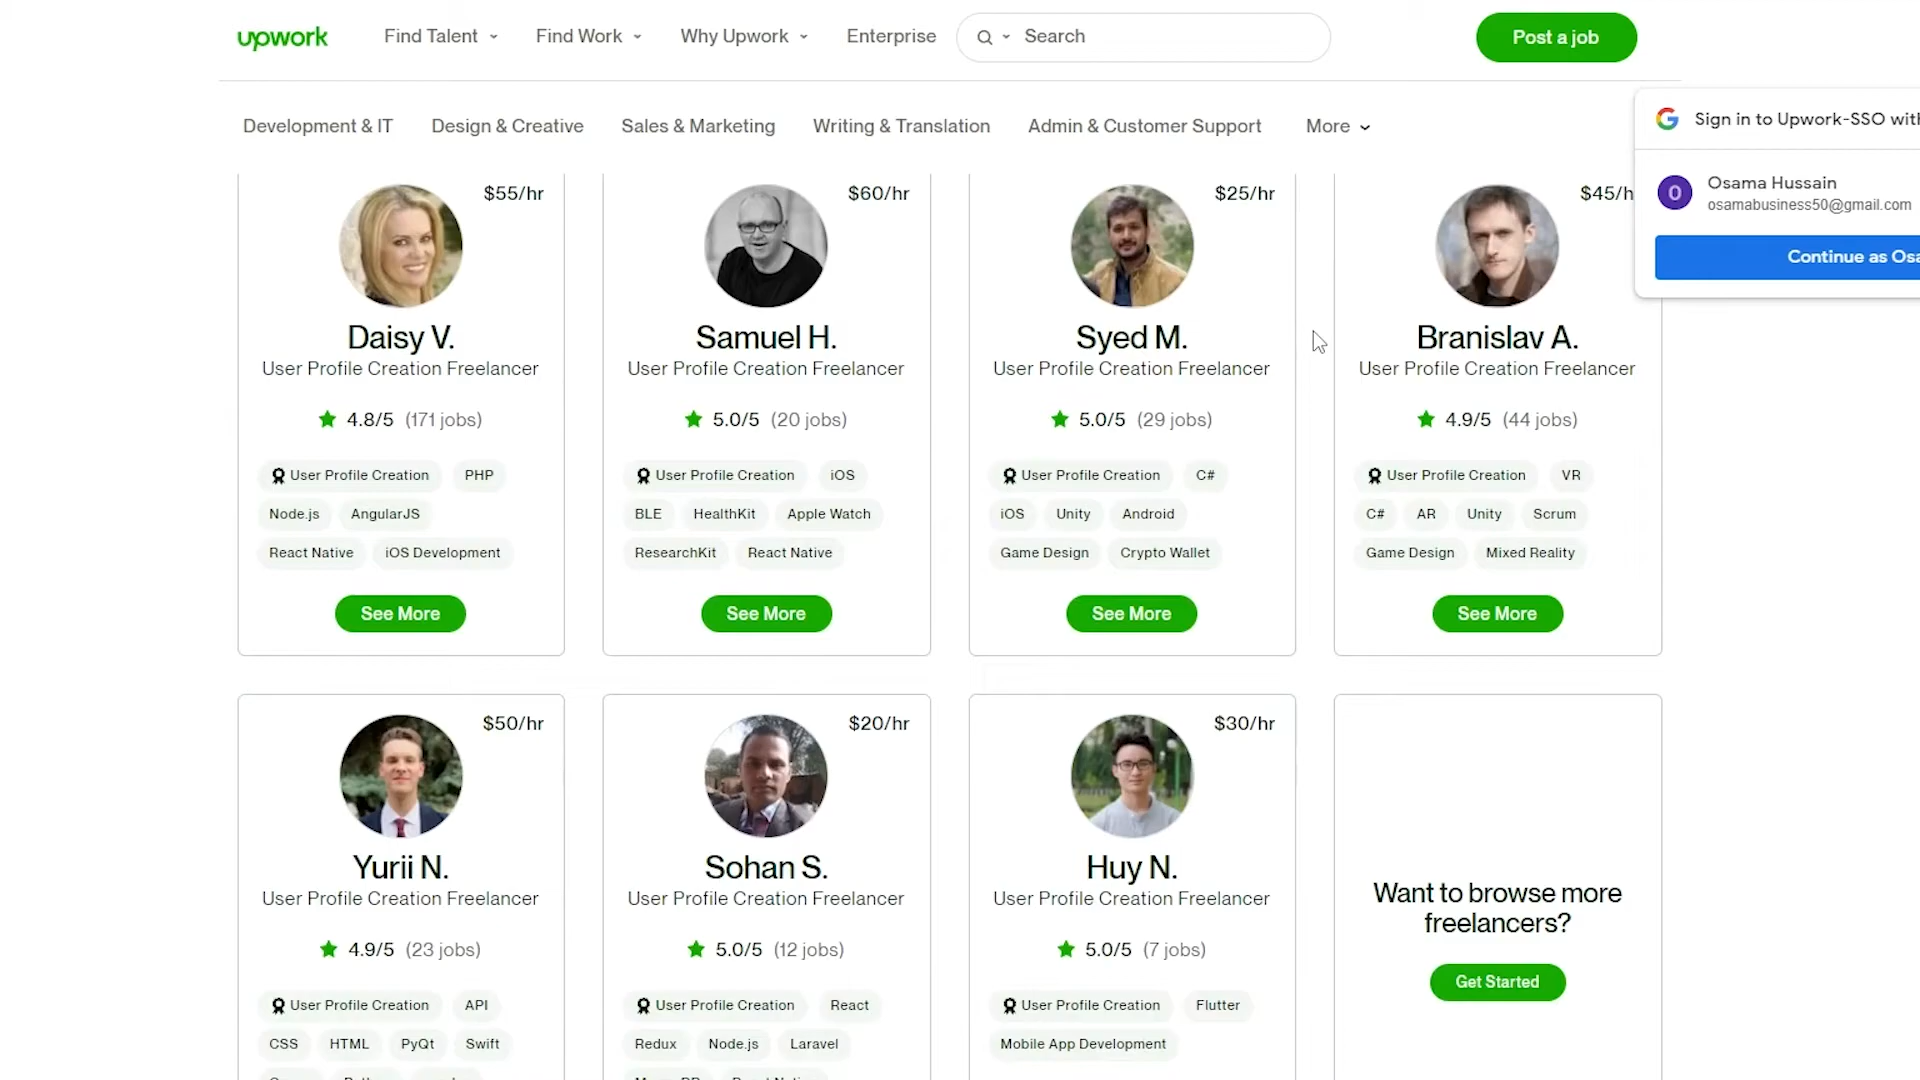 upwork
Find Talent
Find Work
Why Upwork
Enterprise
Search
Post a job
Development & IT
Design & Creative
Sales & Marketing
Writing & Translation
Admin & Customer Support
More
Sign in to Upwork-SSO with
Osama Hussain
osamabusiness50@gmail.com
Continue as Osa
$55/hr
Daisy V.
User Profile Creation Freelancer
4.8/5 (171 jobs)
User Profile Creation PHP
Node.js AngularJS
React Native iOS Development
See More
$60/hr
Samuel H.
User Profile Creation Freelancer
5.0/5 (20 jobs)
User Profile Creation iOS
BLE HealthKit Apple Watch
ResearchKit React Native
See More
$25/hr
Syed M.
User Profile Creation Freelancer
5.0/5 (29 jobs)
User Profile Creation C#
iOS Unity Android
Game Design Crypto Wallet
See More
$45/h
Branislav A.
User Profile Creation Freelancer
4.9/5 (44 jobs)
User Profile Creation VR
C# AR Unity Scrum
Game Design Mixed Reality
See More
$50/hr
Yurii N.
User Profile Creation Freelancer
4.9/5 (23 jobs)
User Profile Creation API
CSS HTML PyQt Swift
$20/hr
Sohan S.
User Profile Creation Freelancer
5.0/5 (12 jobs)
User Profile Creation React
Redux Node.js Laravel
$30/hr
Huy N.
User Profile Creation Freelancer
5.0/5 (7 jobs)
User Profile Creation Flutter
Mobile App Development
Want to browse more
freelancers?
Get Started